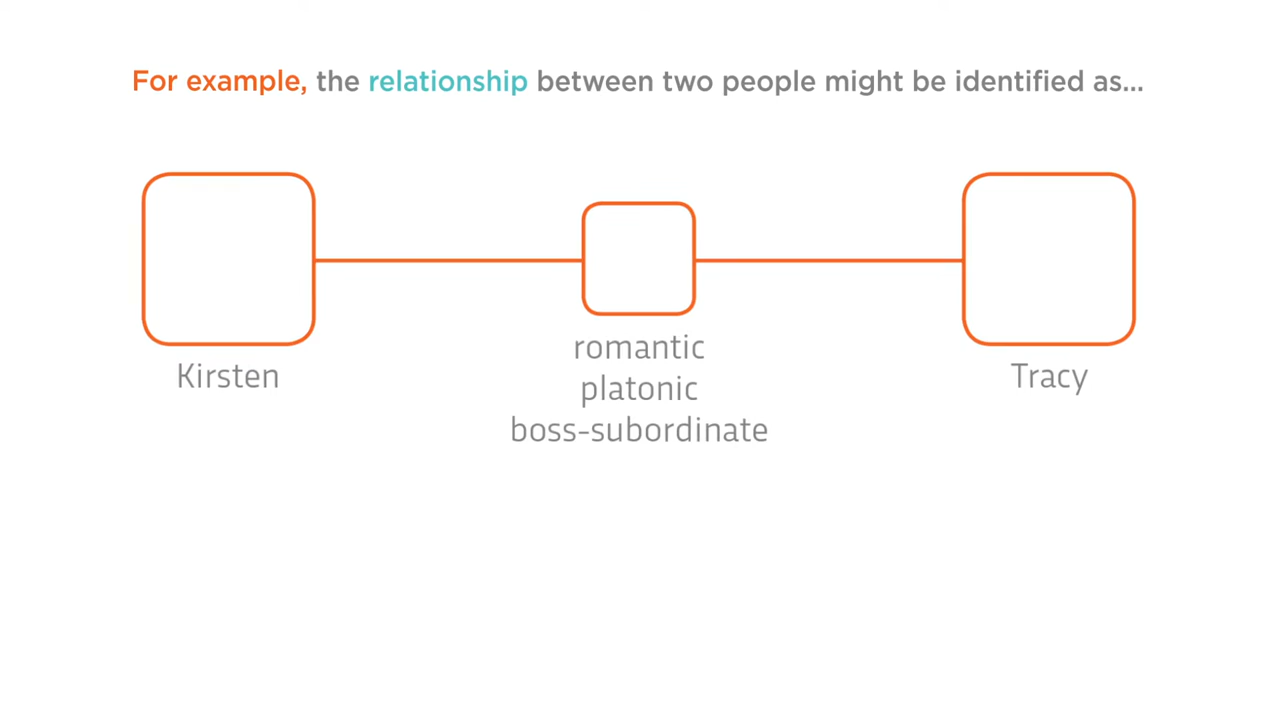 For example, the relationship between two people might be identified as...
Kirsten
romantic
platonic
boss-subordinate
Tracy